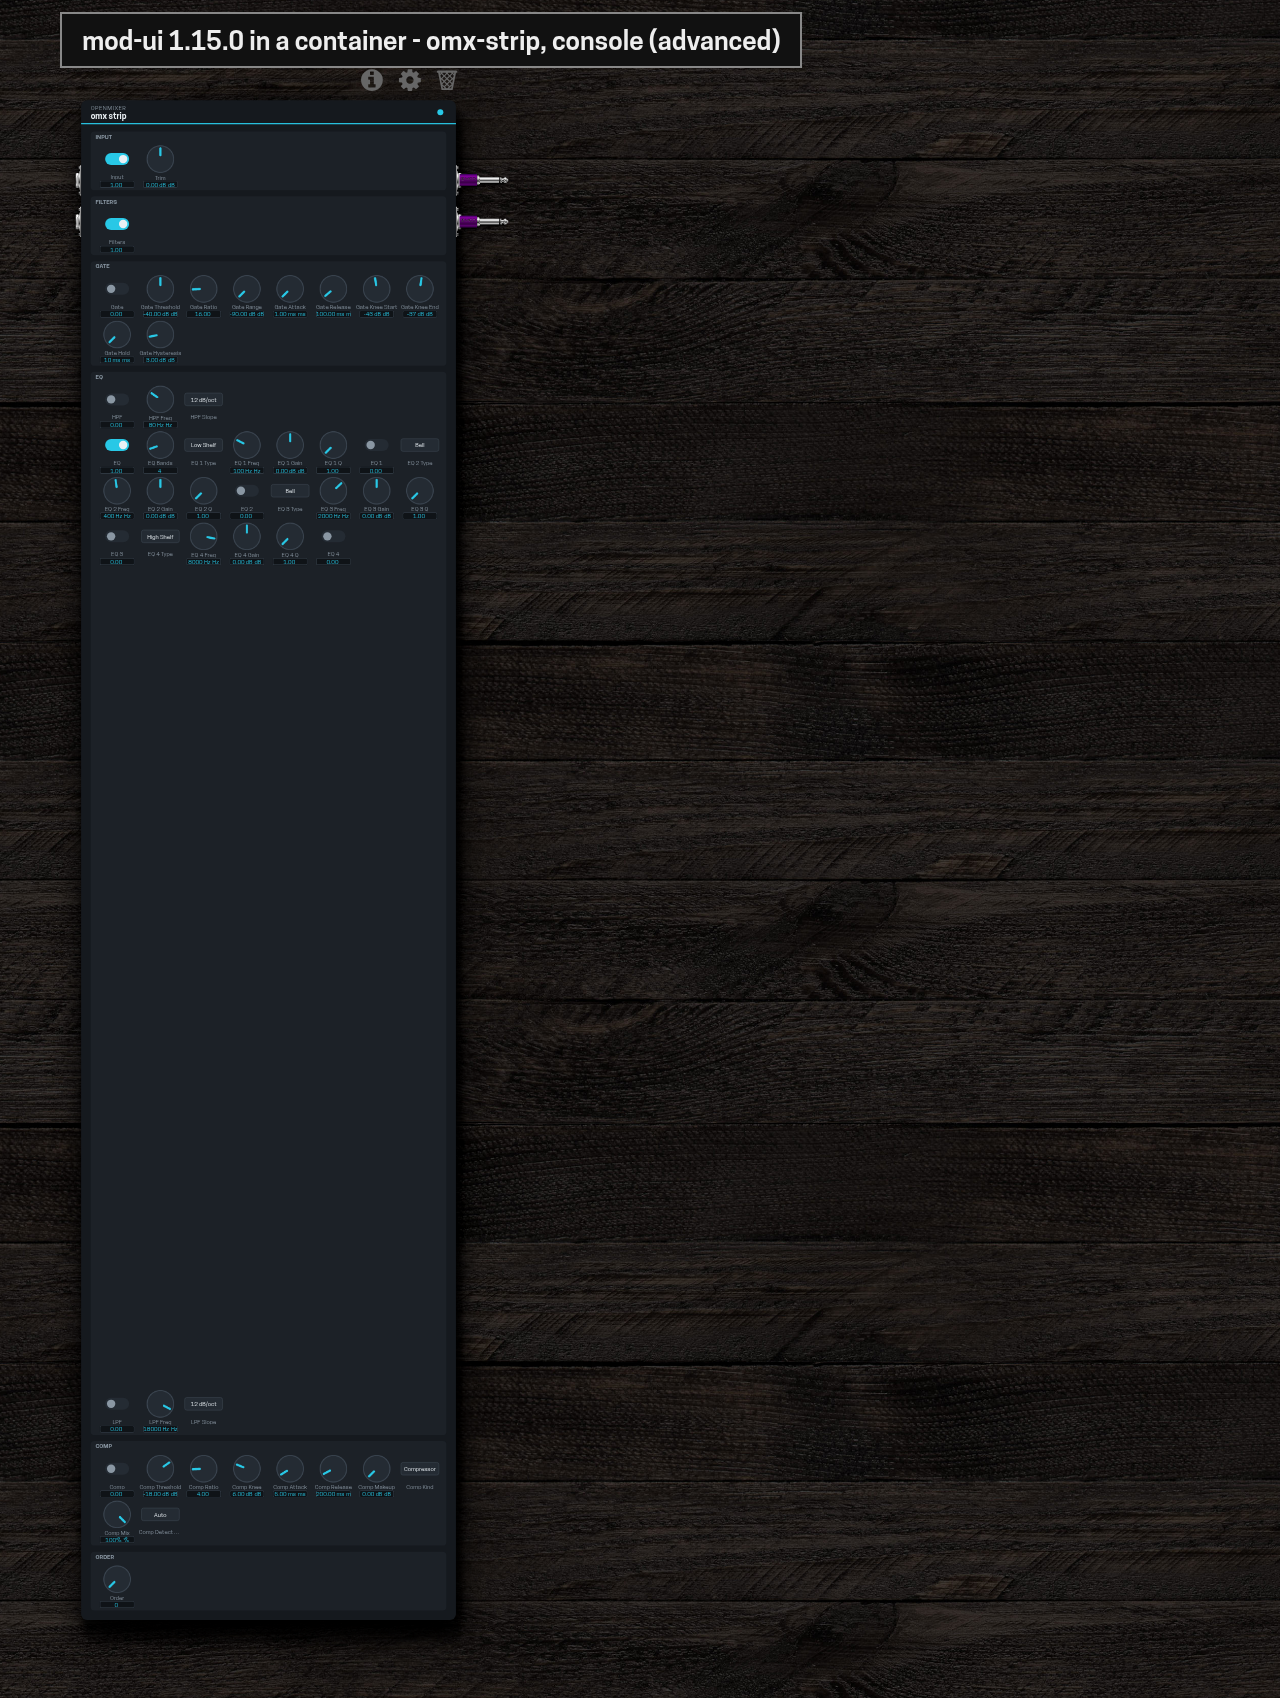 mod-ui 1.15.0 in a container - omx-strip, console (advanced)
OPENMIXER
omx strip
INPUT
Input Trim
1.00 0.00 dB dB
FILTERS
Filters
1.00
GATE
Gate Gate Threshold Gate Ratio Gate Range Gate Attack Gate Release Gate Knee Start Gate Knee End
0.00 -40.00 dB dB 16.00 -90.00 dB dB 1.00 ms ms 100.00 ms m -43 dB dB -37 dB dB
Gate Hold Gate Hysteresis
10 ms ms 3.00 dB dB
EQ
12 dB/oct
HPF HPF Freq HPF Slope
0.00 80 Hz Hz
Low Shelf Bell
EQ EQ Bands EQ 1 Type EQ 1 Freq EQ 1 Gain EQ 1 Q EQ 1 EQ 2 Type
1.00 4 100 Hz Hz 0.00 dB dB 1.00 0.00
Bell
EQ 2 Freq EQ 2 Gain EQ 2 Q EQ 2 EQ 3 Type EQ 3 Freq EQ 3 Gain EQ 3 Q
400 Hz Hz 0.00 dB dB 1.00 0.00 2000 Hz Hz 0.00 dB dB 1.00
High Shelf
EQ 3 EQ 4 Type EQ 4 Freq EQ 4 Gain EQ 4 Q EQ 4
0.00 8000 Hz Hz 0.00 dB dB 1.00 0.00
12 dB/oct
LPF LPF Freq LPF Slope
0.00 18000 Hz Hz
COMP
Compressor
Comp Comp Threshold Comp Ratio Comp Knee Comp Attack Comp Release Comp Makeup Comp Kind
0.00 -18.00 dB dB 4.00 6.00 dB dB 5.00 ms ms 200.00 ms m 0.00 dB dB
Auto
Comp Mix Comp Detect ...
100% %
ORDER
Order
0